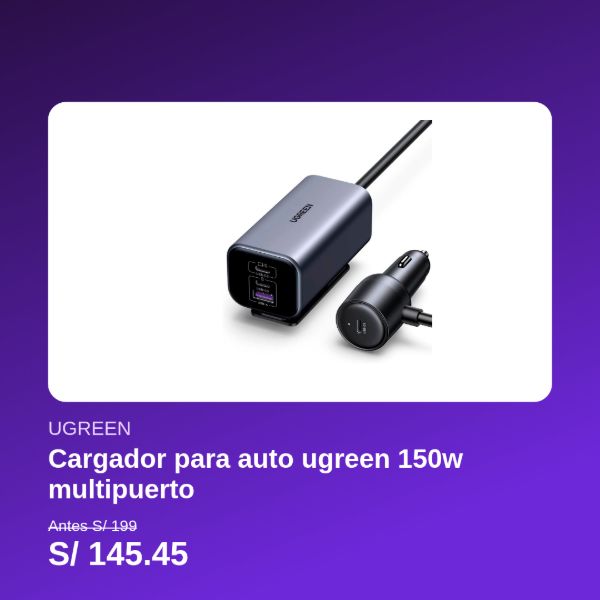 UGREEN
UGREEN
Cargador para auto ugreen 150w
multipuerto
Antes S/ 199
S/ 145.45